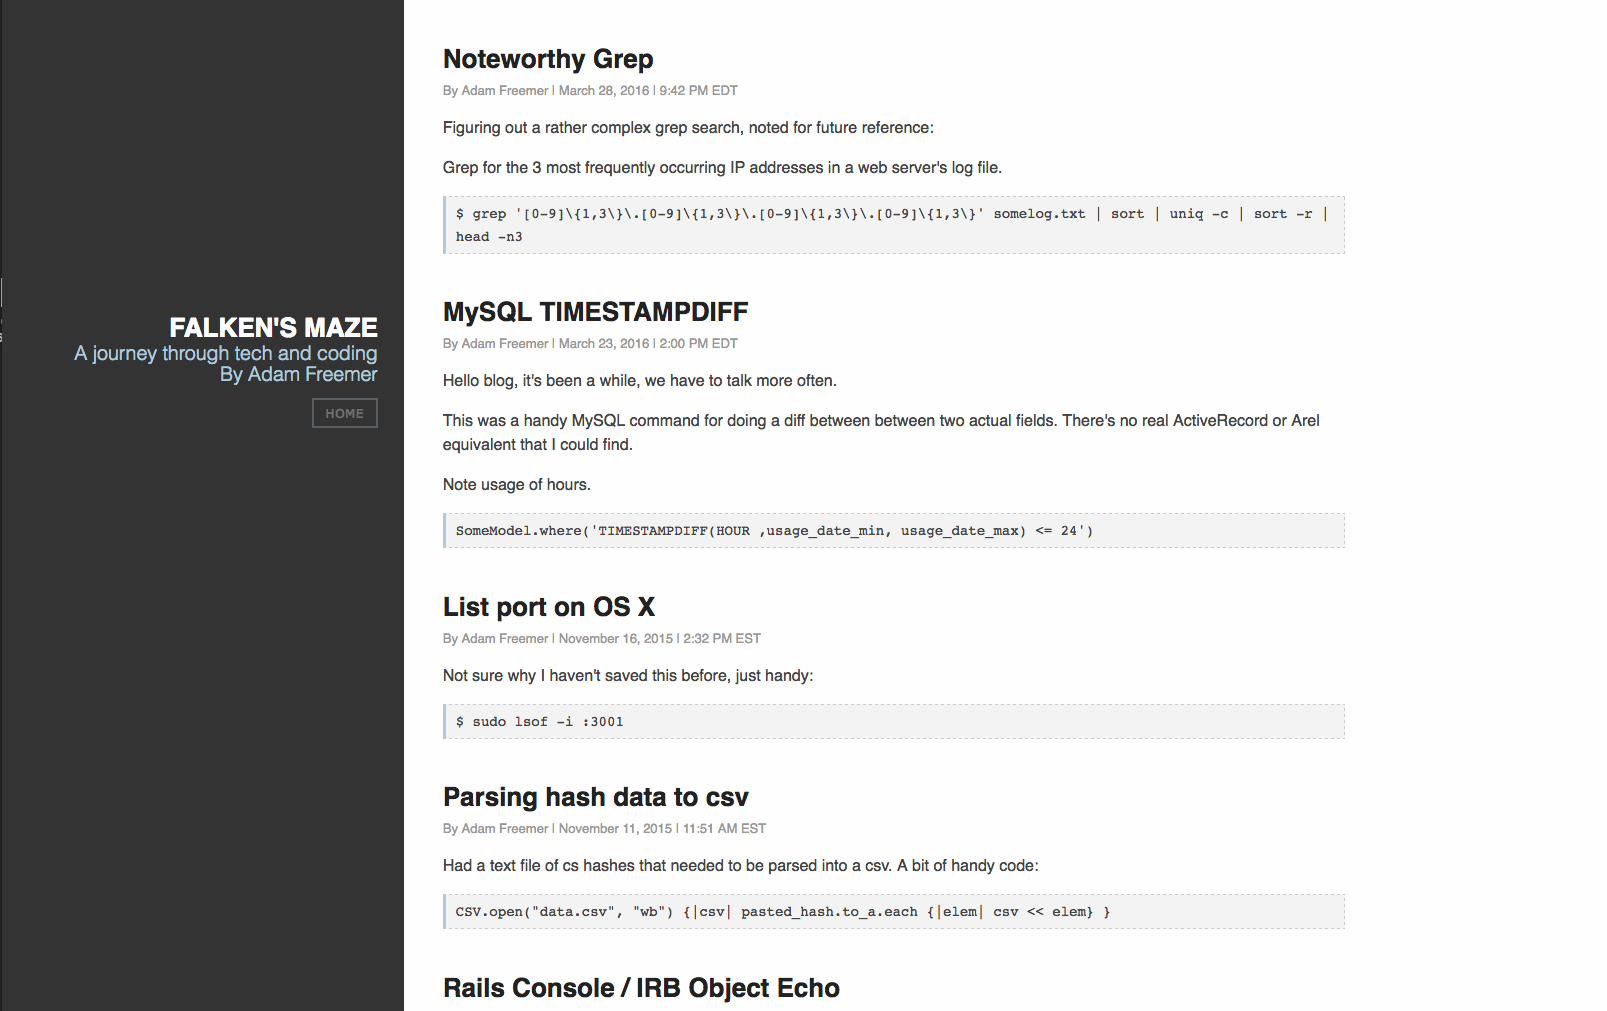 FALKEN'S MAZE
A journey through tech and coding
By Adam Freemer
HOME
Noteworthy Grep
By Adam Freemer | March 28, 2016 | 9:42 PM EDT
Figuring out a rather complex grep search, noted for future reference:
Grep for the 3 most frequently occurring IP addresses in a web server's log file.
$ grep '[0-9]\{1,3\}\.[0-9]\{1,3\}\.[0-9]\{1,3\}\.[0-9]\{1,3\}' somelog.txt | sort | uniq -c | sort -r |
head -n3
MySQL TIMESTAMPDIFF
By Adam Freemer | March 23, 2016 | 2:00 PM EDT
Hello blog, it's been a while, we have to talk more often.
This was a handy MySQL command for doing a diff between between two actual fields. There's no real ActiveRecord or Arel
equivalent that I could find.
Note usage of hours.
SomeModel.where('TIMESTAMPDIFF(HOUR ,usage_date_min, usage_date_max) <= 24')
List port on OS X
By Adam Freemer | November 16, 2015 | 2:32 PM EST
Not sure why I haven't saved this before, just handy:
$ sudo lsof -i :3001
Parsing hash data to csv
By Adam Freemer | November 11, 2015 | 11:51 AM EST
Had a text file of cs hashes that needed to be parsed into a csv. A bit of handy code:
CSV.open("data.csv", "wb") {|csv| pasted_hash.to_a.each {|elem| csv << elem} }
Rails Console / IRB Object Echo